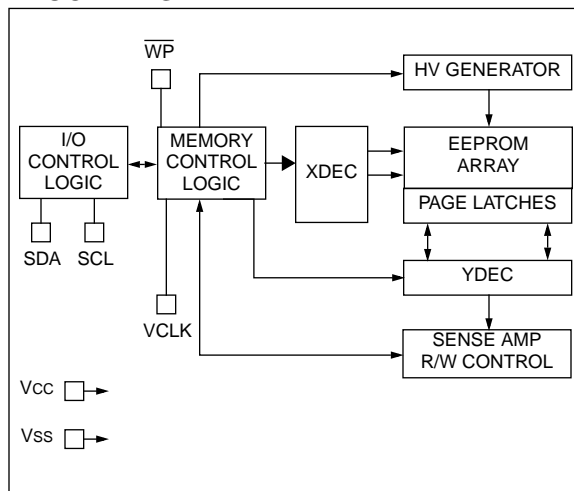 WP
HV GENERATOR
I/O
CONTROL
LOGIC
MEMORY
CONTROL
LOGIC
XDEC
EEPROM
ARRAY
PAGE LATCHES
SDA
SCL
YDEC
VCLK
SENSE AMP
R/W CONTROL
VCC
VSS